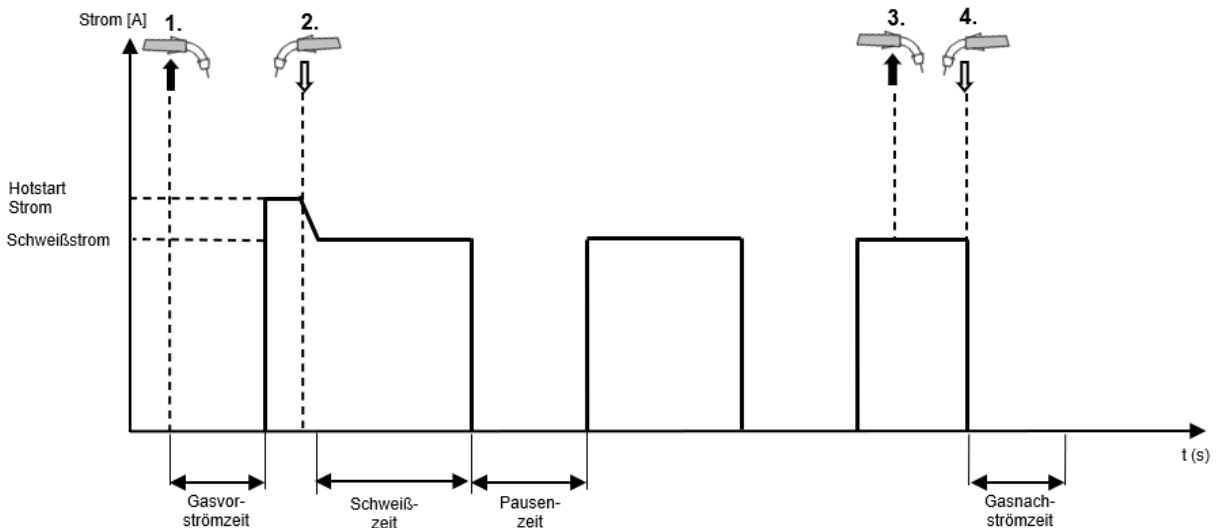 Strom [A]
1.
2.
3.
4.
Hotstart
Strom
Schweißstrom
t (s)
Gasvor-
strömzeit
Schweiß-
zeit
Pausen-
zeit
Gasnach-
strömzeit